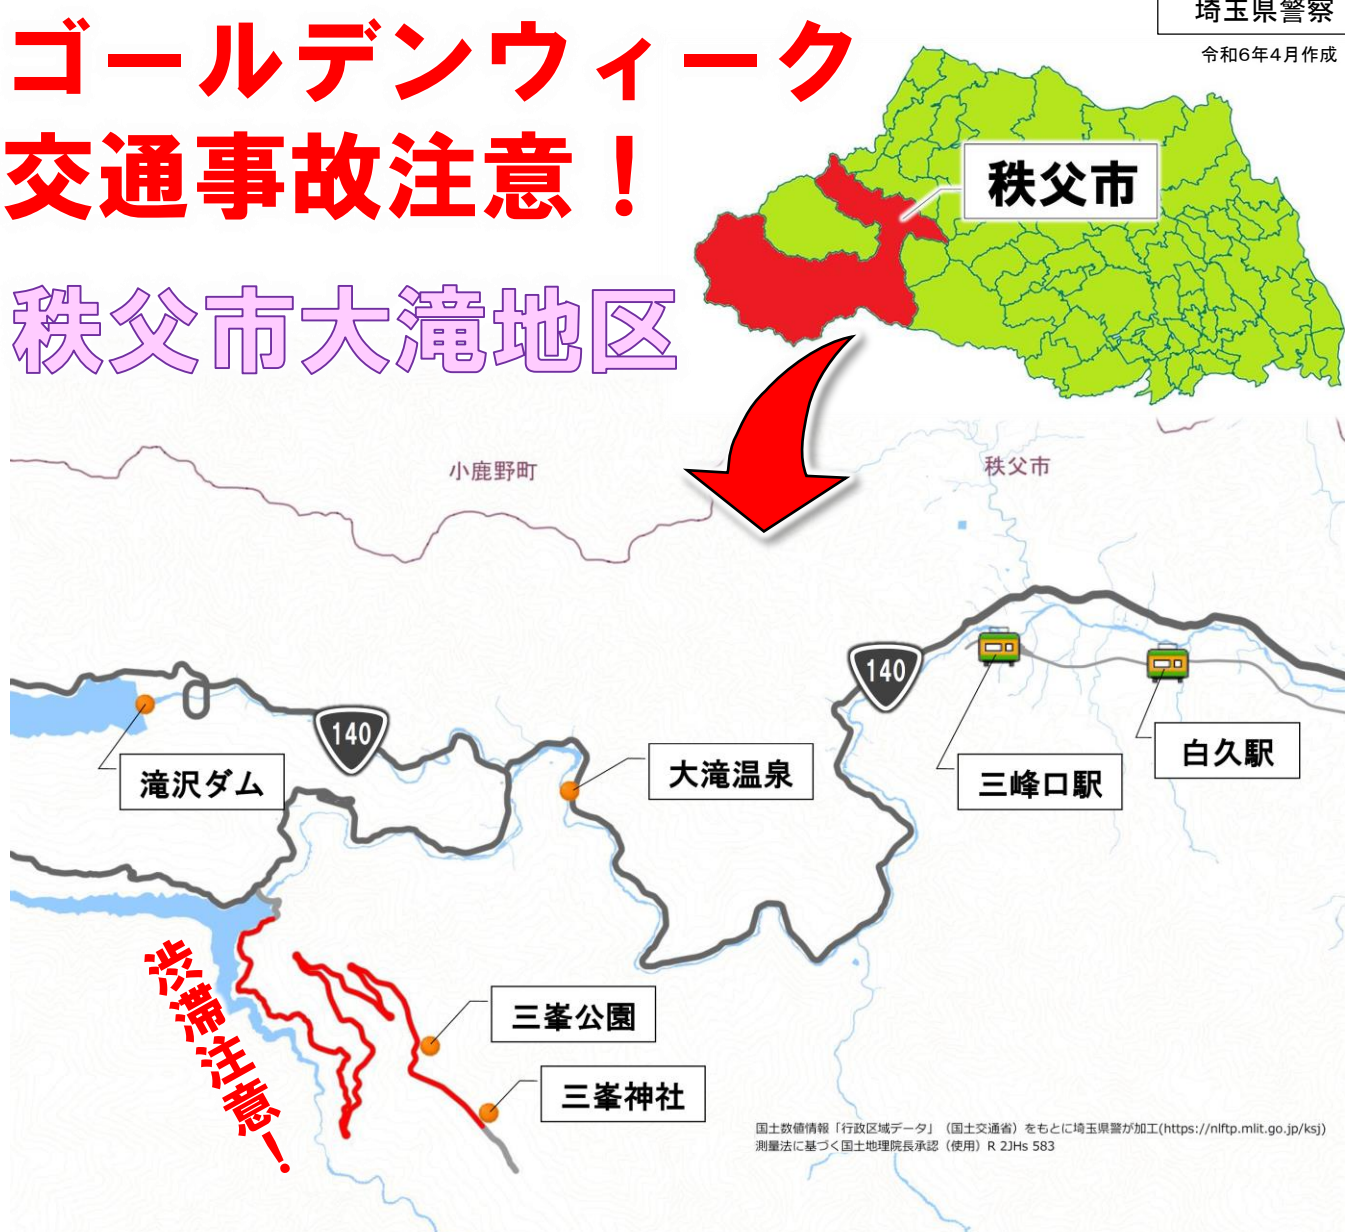 埼玉県警察
令和6年4月作成
ゴールデンウィーク
交通事故注意！
秩父市
秩父市大滝地区
小鹿野町
秩父市
140
140
滝沢ダム
大滝温泉
三峰口駅
白久駅
渋滞注意！
三峯公園
三峯神社
国土数値情報「行政区域データ」（国土交通省）をもとに埼玉県警が加工(https://nlftp.mlit.go.jp/ksj)
測量法に基づく国土地理院長承認（使用）R 2JHs 583